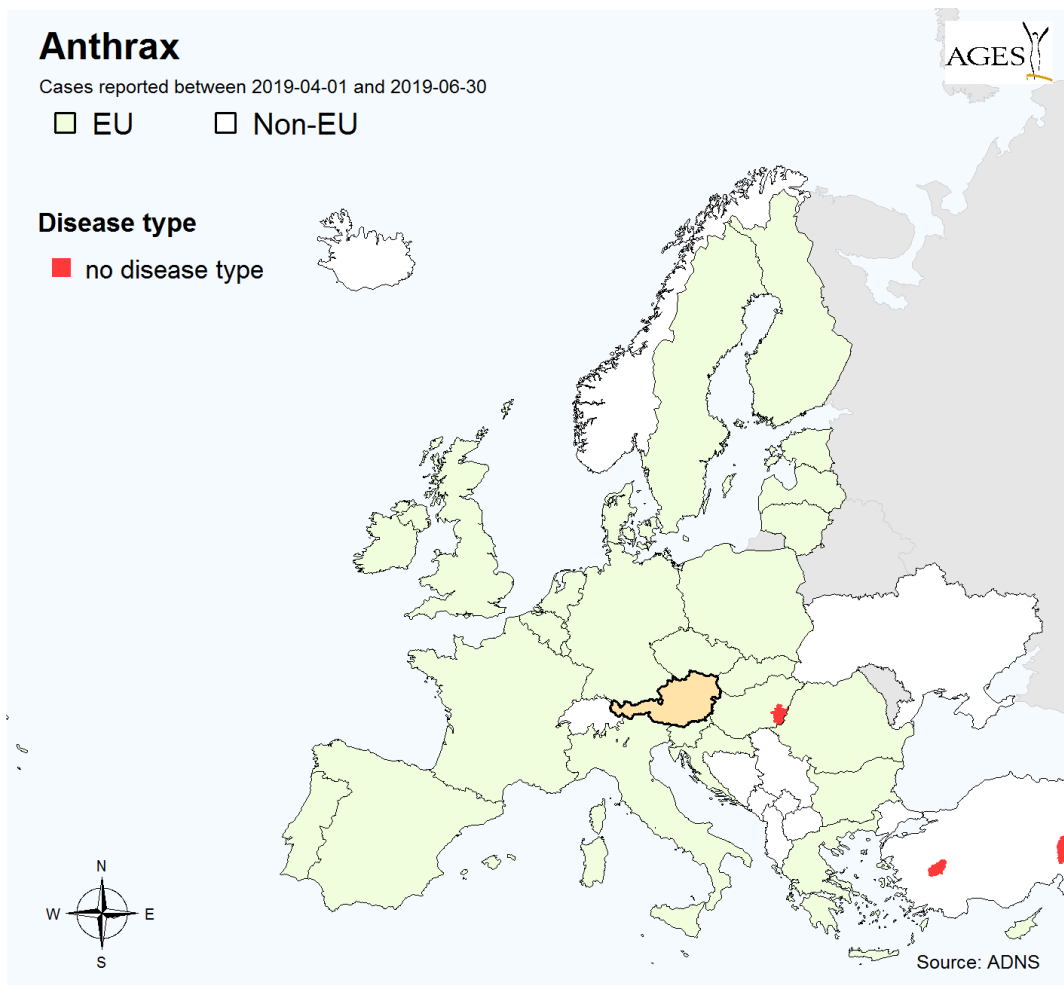 Anthrax
AGES
Cases reported between 2019-04-01 and 2019-06-30
EU
Non-EU
Disease type
no disease type
N
W
E
S
Source: ADNS